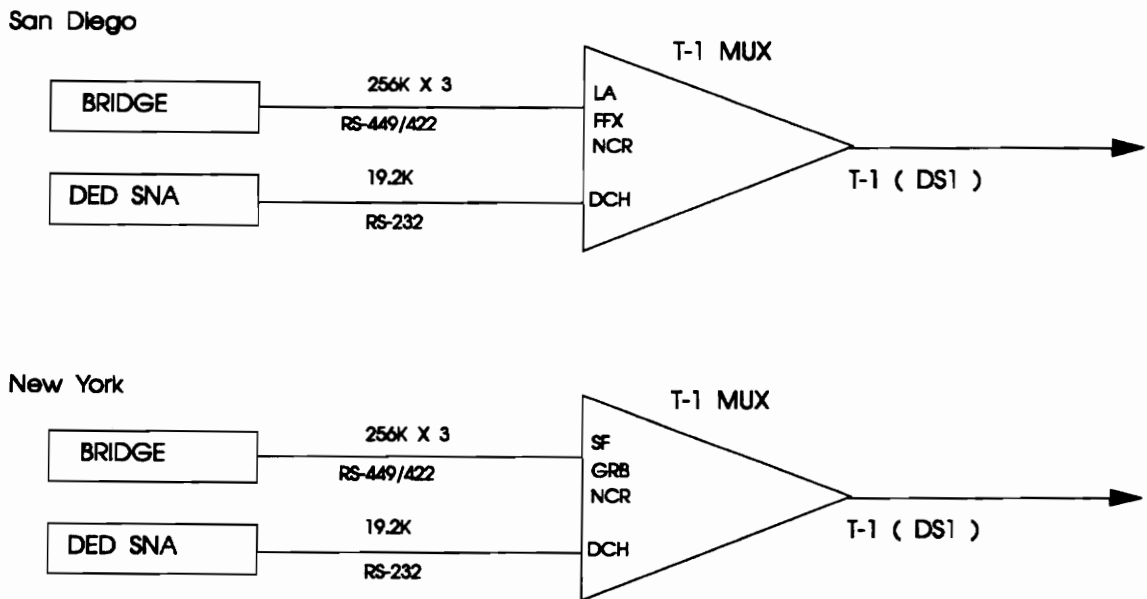 San Diego
T-1 MUX
BRIDGE
256K X 3
RS-449/422
LA
FFX
NCR
DED SNA
19.2K
RS-232
DCH
T-1 ( DS1 )
New York
T-1 MUX
BRIDGE
256K X 3
RS-449/422
SF
GRB
NCR
DED SNA
19.2K
RS-232
DCH
T-1 ( DS1 )